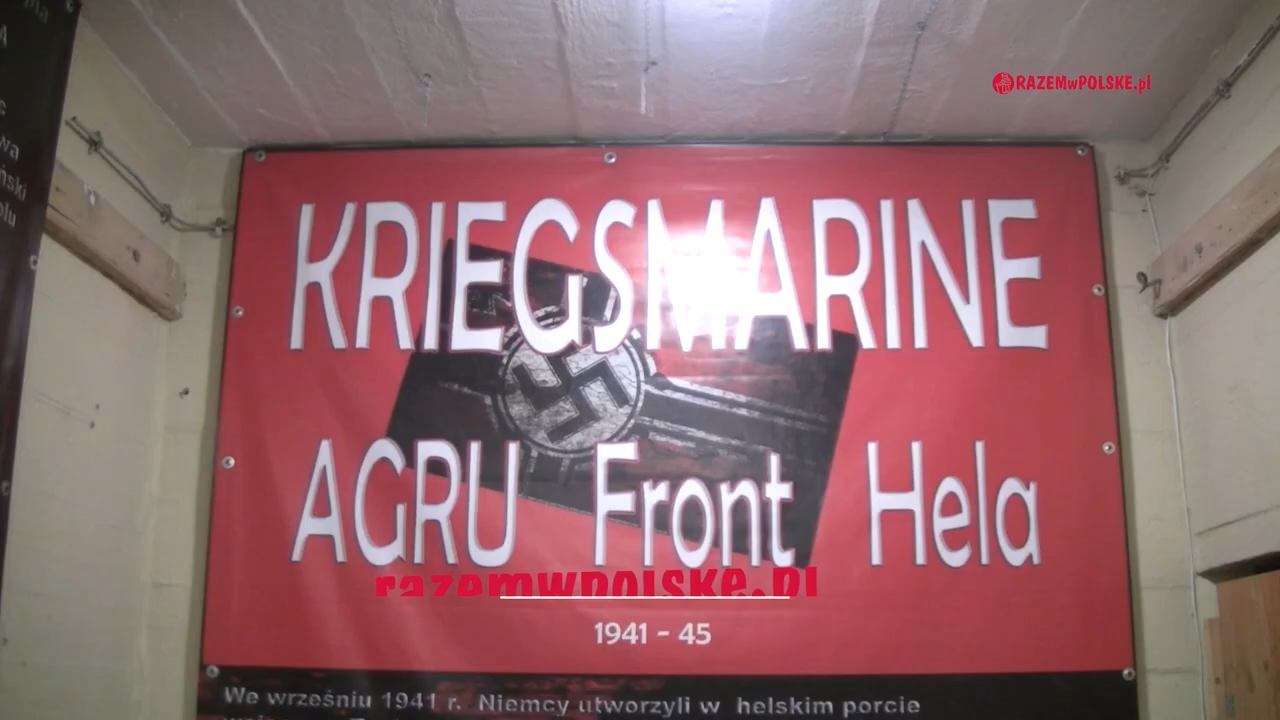 RAZEMwPOLSKE.pl
KRIEGSMARINE
AGRU Front Hela
razemwpolske.pl
1941 - 45
We wrześniu 1941 r. Niemcy utworzyli w helskim porcie